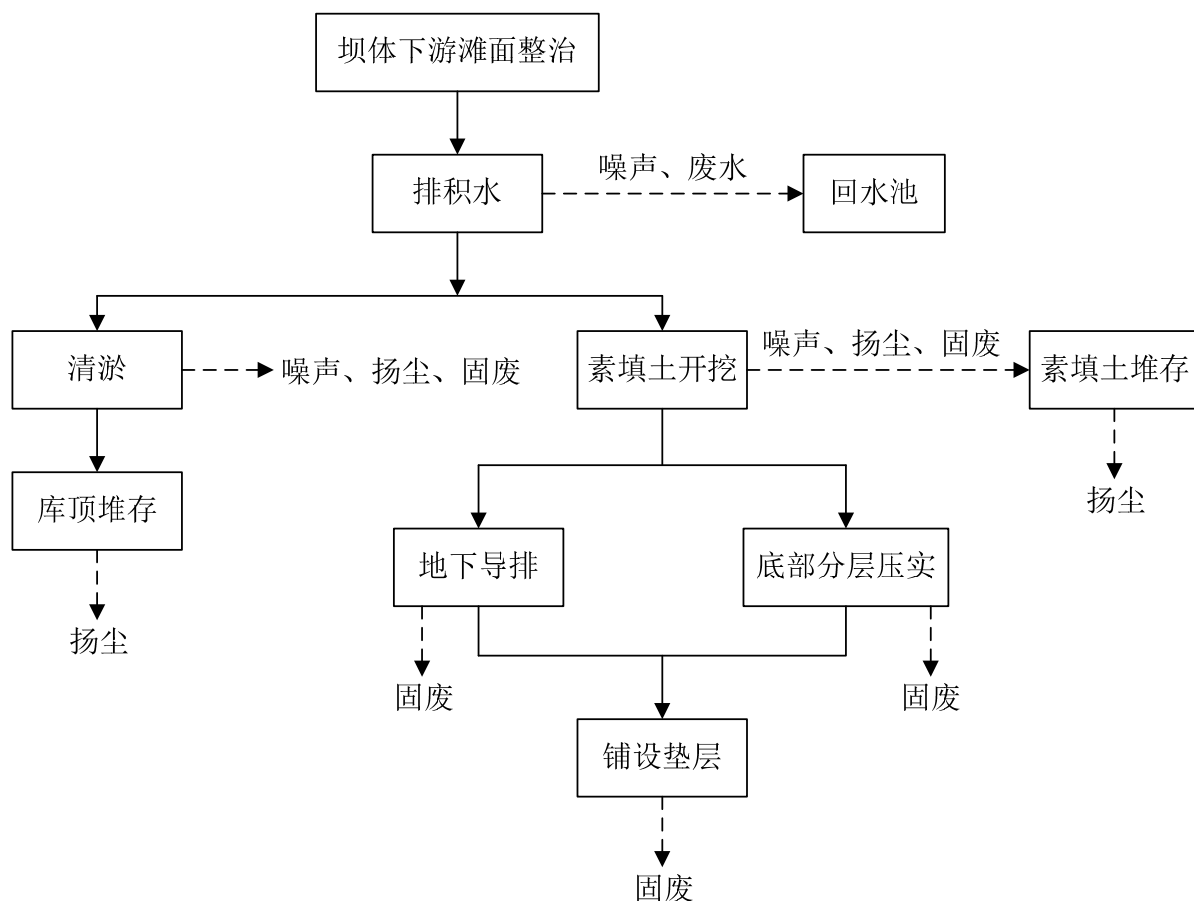 坝体下游滩面整治
噪声、废水
排积水
回水池
噪声、扬尘、固废
清淤
噪声、扬尘、固废
素填土开挖
素填土堆存
库顶堆存
扬尘
地下导排
底部分层压实
扬尘
固废
固废
铺设垫层
固废